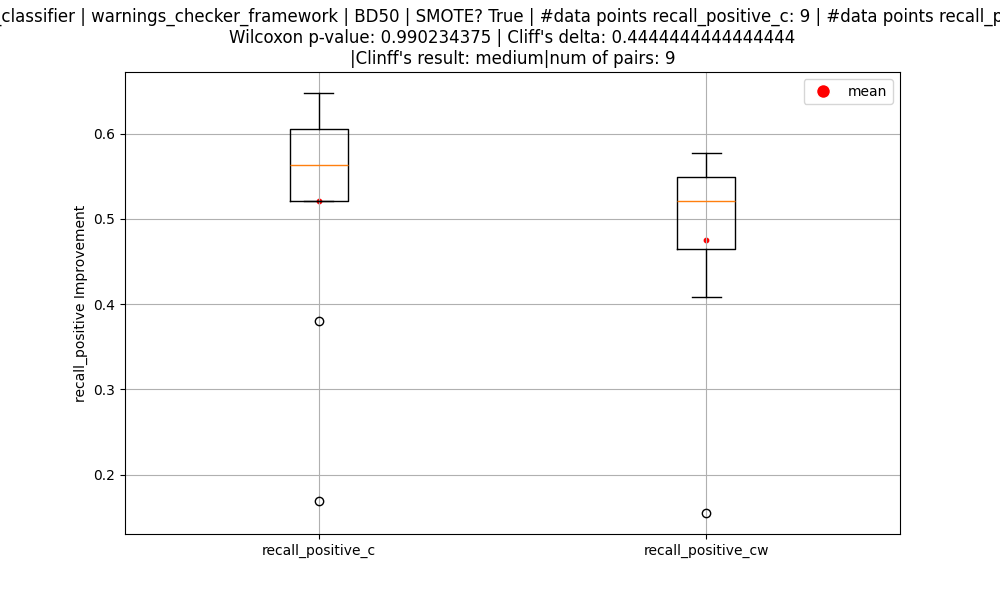 _classifier | warnings_checker_framework | BD50 | SMOTE? True | #data points recall_positive_c: 9 | #data points
Wilcoxon p-value: 0.990234375 | Cliff's delta: 0.4444444444444444
|Clinff's result: medium|num of pairs: 9
mean
0.6
0.5
0.4
0.3
0.2
recall_positive Improvement
recall_positive_c
recall_positive_cw